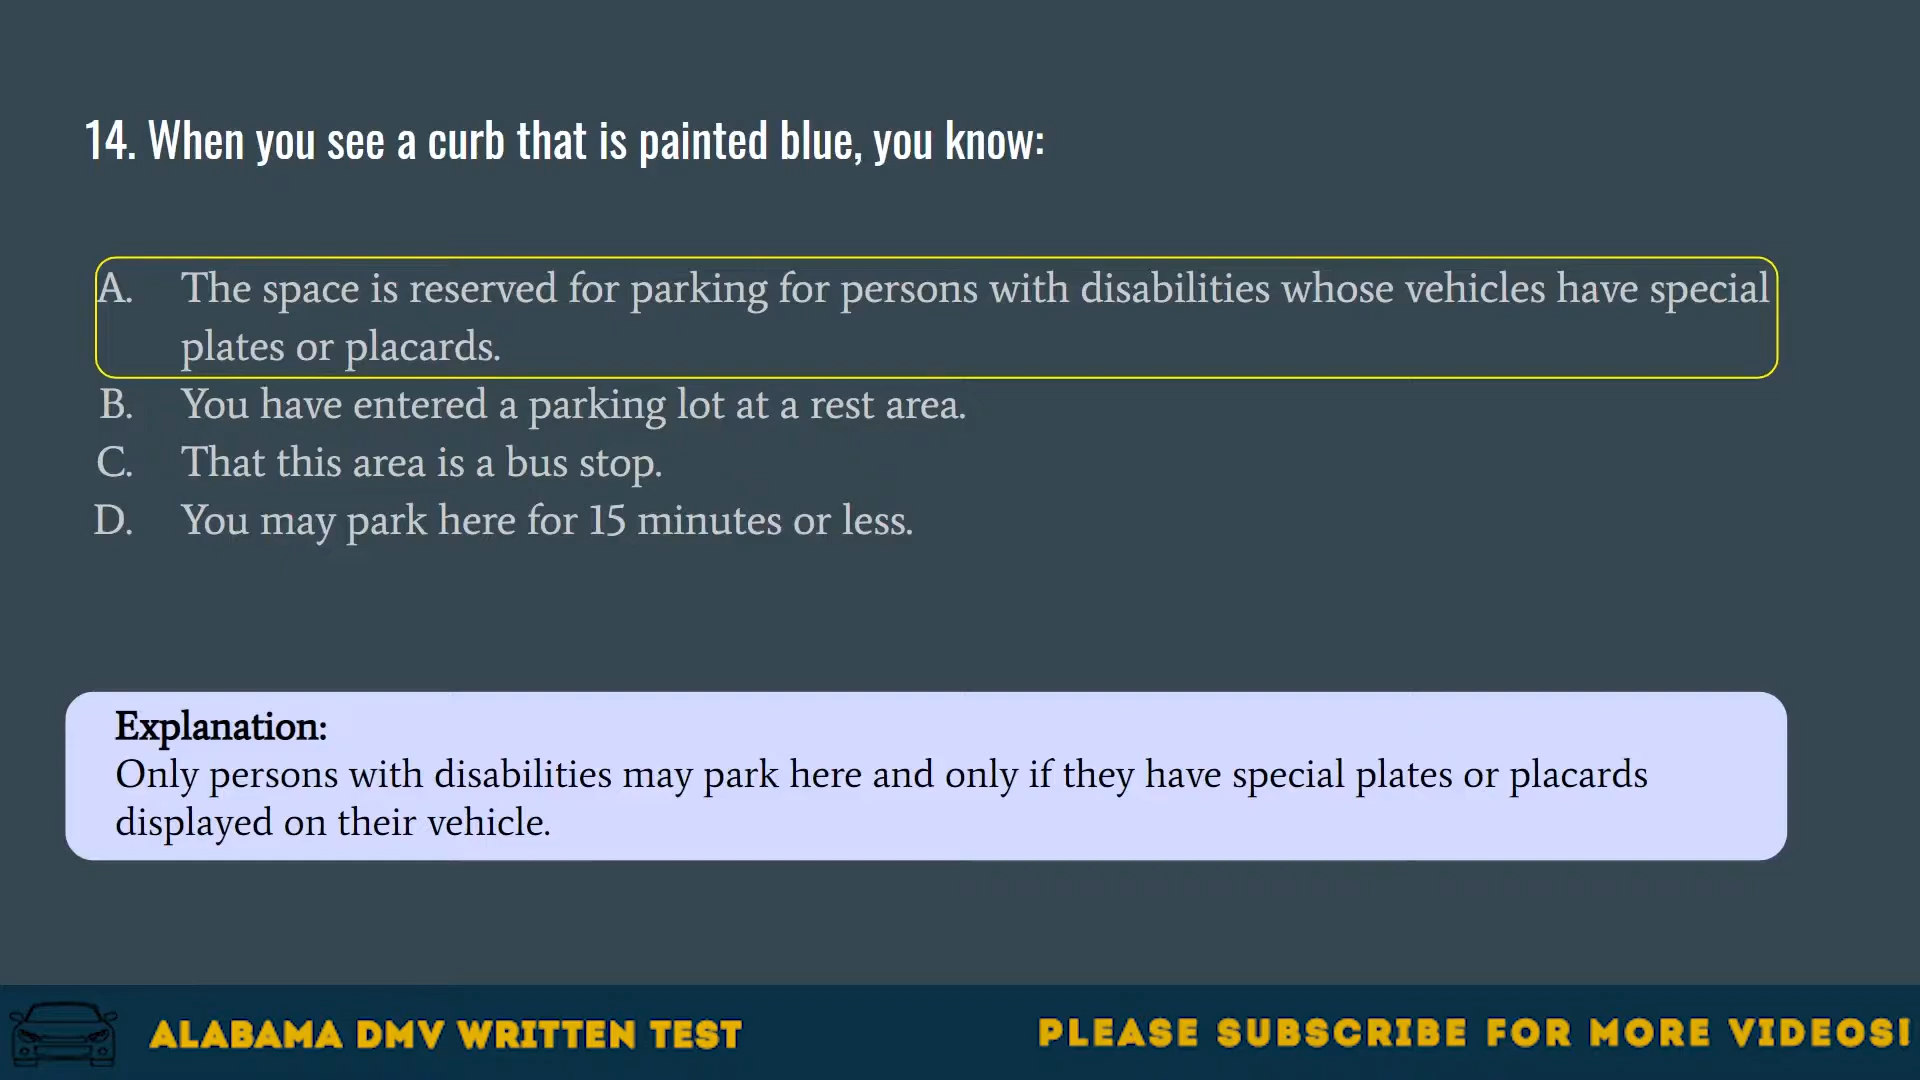 14. When you see a curb that is painted blue, you know:
A. The space is reserved for parking for persons with disabilities whose vehicles have special
plates or placards.
B. You have entered a parking lot at a rest area.
C. That this area is a bus stop.
D. You may park here for 15 minutes or less.
Explanation:
Only persons with disabilities may park here and only if they have special plates or placards
displayed on their vehicle.
ALABAMA DMV WRITTEN TEST
PLEASE SUBSCRIBE FOR MORE VIDEOS!